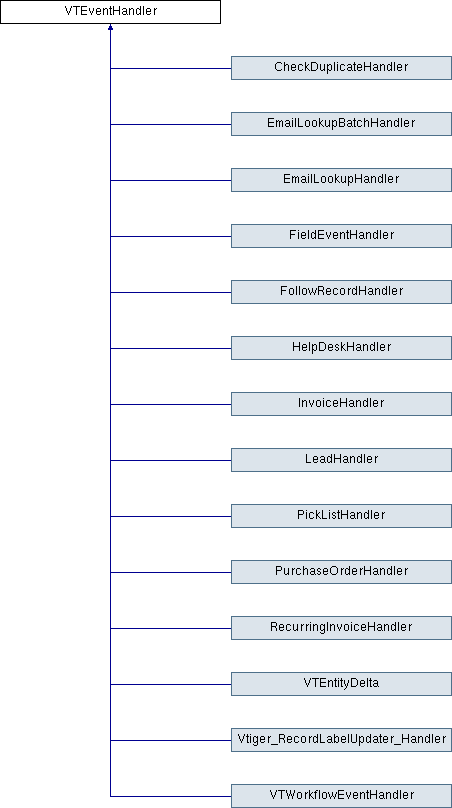 VTEventHandler
CheckDuplicateHandler
EmailLookupBatchHandler
EmailLookupHandler
FieldEventHandler
FollowRecordHandler
HelpDeskHandler
InvoiceHandler
LeadHandler
PickListHandler
PurchaseOrderHandler
RecurringInvoiceHandler
VTEntityDelta
Vtiger_RecordLabelUpdater_Handler
VTWorkflowEventHandler